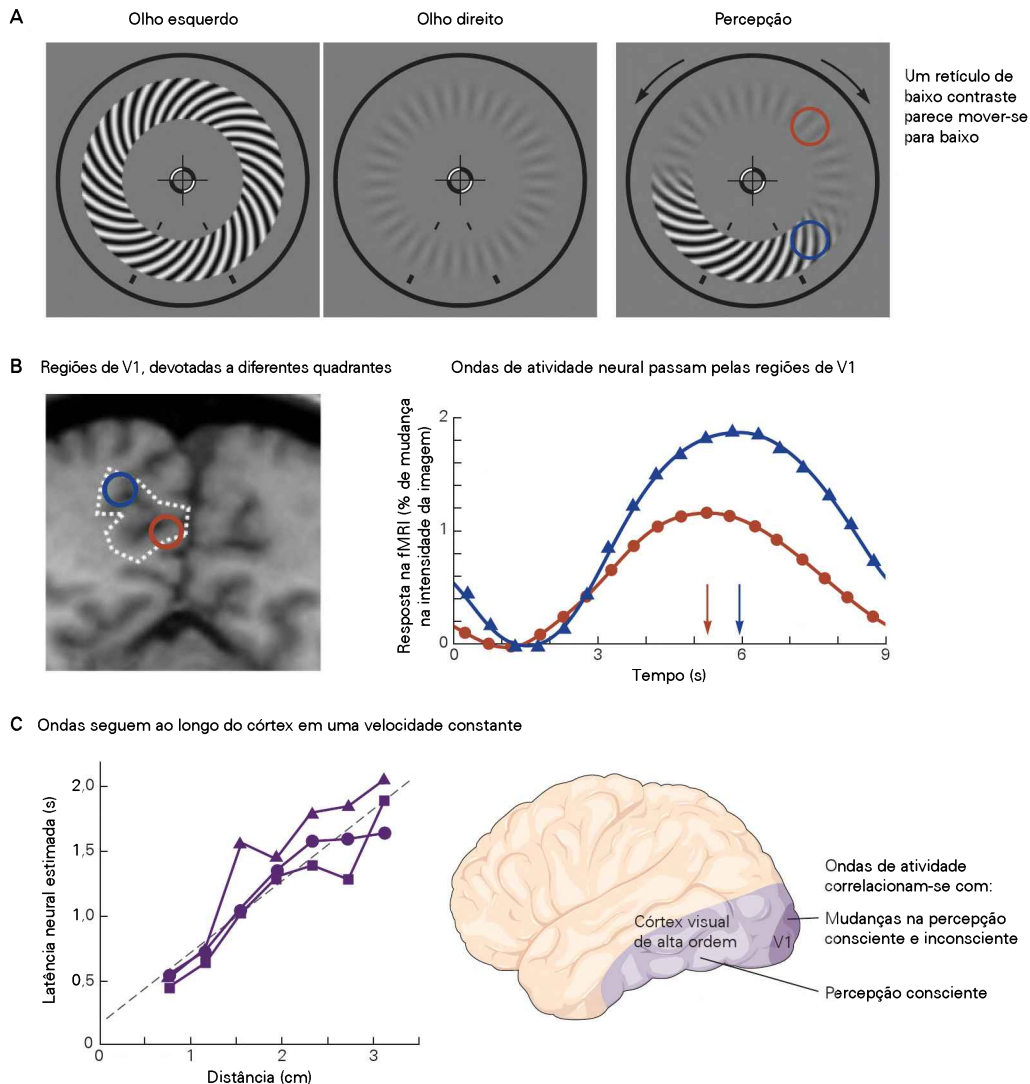 A
Olho esquerdo
Olho direito
Percepção
Um retículo de
baixo contraste
parece mover-se
para baixo
B Regiões de V1, devotadas a diferentes quadrantes
Ondas de atividade neural passam pelas regiões de V1
Resposta na fMRI (% de mudança
na intensidade da imagem)
2
1
0
0
3
6
9
Tempo (s)
C Ondas seguem ao longo do córtex em uma velocidade constante
Latência neural estimada (s)
2,0
1,5
1,0
0,5
0
0
1
2
3
Distância (cm)
Córtex visual
de alta ordem
V1
Ondas de atividade
correlacionam-se com:
Mudanças na percepção
consciente e inconsciente
Percepção consciente